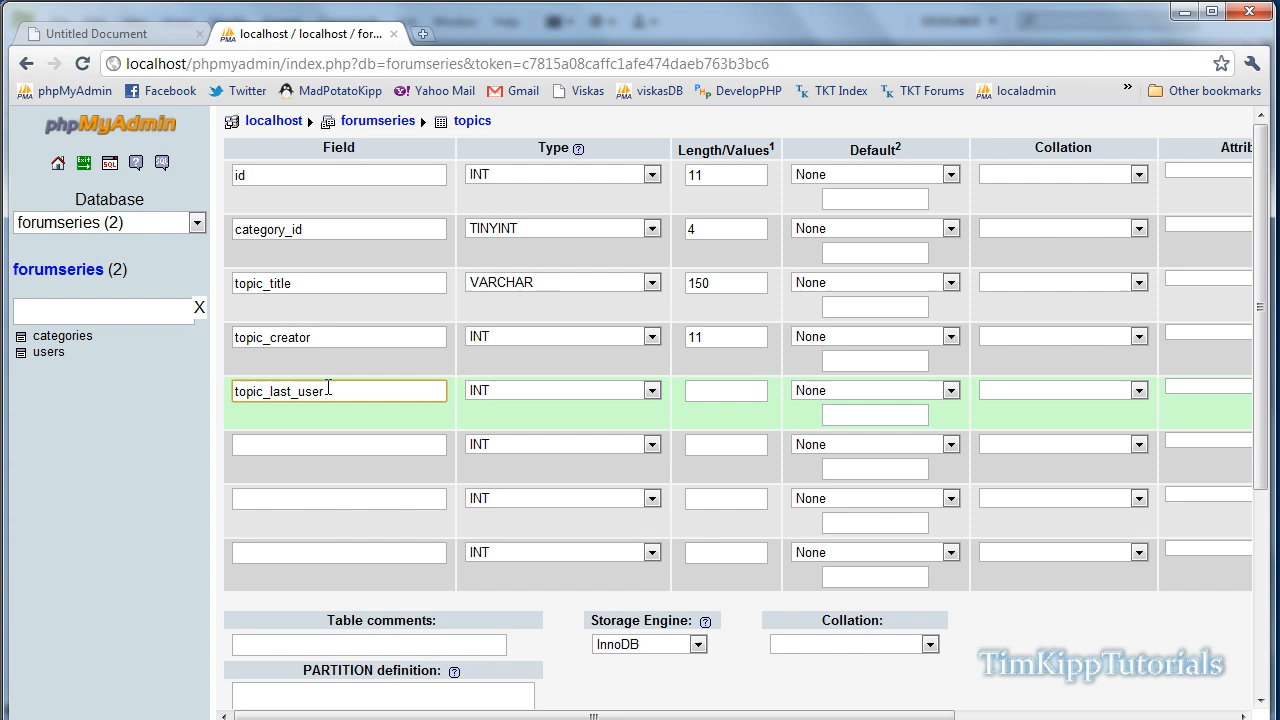 Untitled Document
localhost / localhost / for...
localhost/phpmyadmin/index.php?db=forumseries&token=c7815a08caffc1afe474daeb763b3bc6
phpMyAdmin Facebook Twitter MadPotatoKipp Yahoo Mail Gmail Viskas viskasDB DevelopPHP TKT Index TKT Forums localadmin » Other bookmarks
phpMyAdmin
localhost ▸ forumseries ▸ topics
Field Type Length/Values1 Default2 Collation Attrib
id INT 11 None
category_id TINYINT 4 None
topic_title VARCHAR 150 None
topic_creator INT 11 None
topic_last_user INT None
INT None
INT None
INT None
SQL
Database
forumseries (2)
forumseries (2)
X
categories
users
Table comments: Storage Engine: Collation:
InnoDB
PARTITION definition:
TimKippTutorials